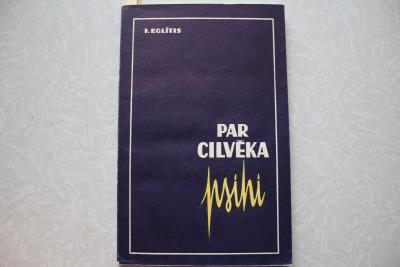 I. EGLĪTIS
PAR
CILVĒKA
psihi